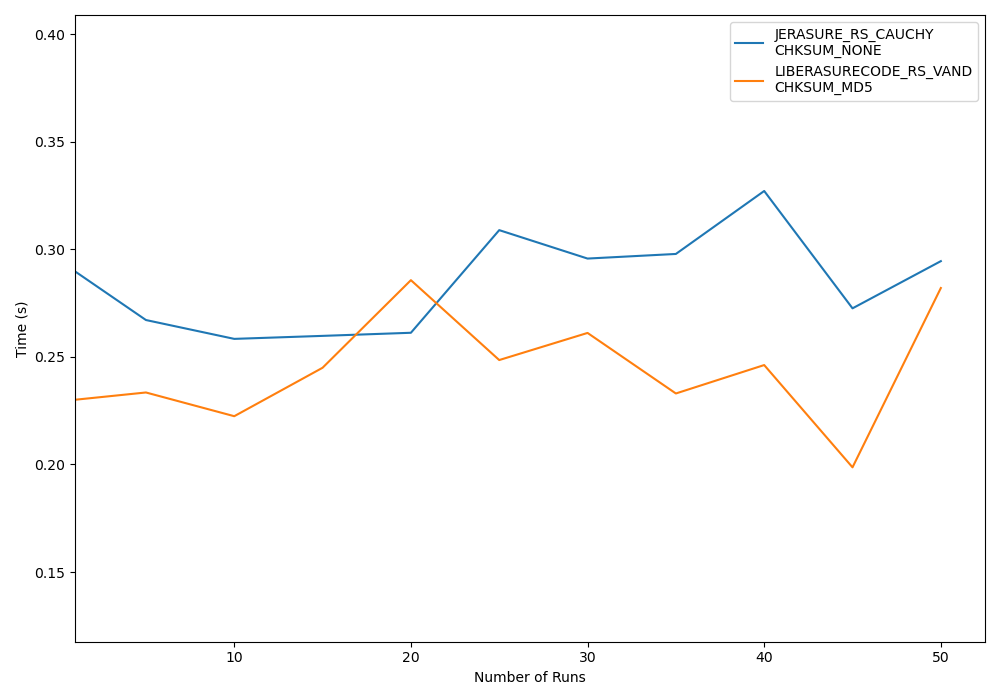 JERASURE_RS_CAUCHY
CHKSUM_NONE
LIBERASURECODE_RS_VAND
CHKSUM_MD5
0.40
0.35
0.30
0.25
0.20
0.15
Time (s)
10 20 30 40 50
Number of Runs